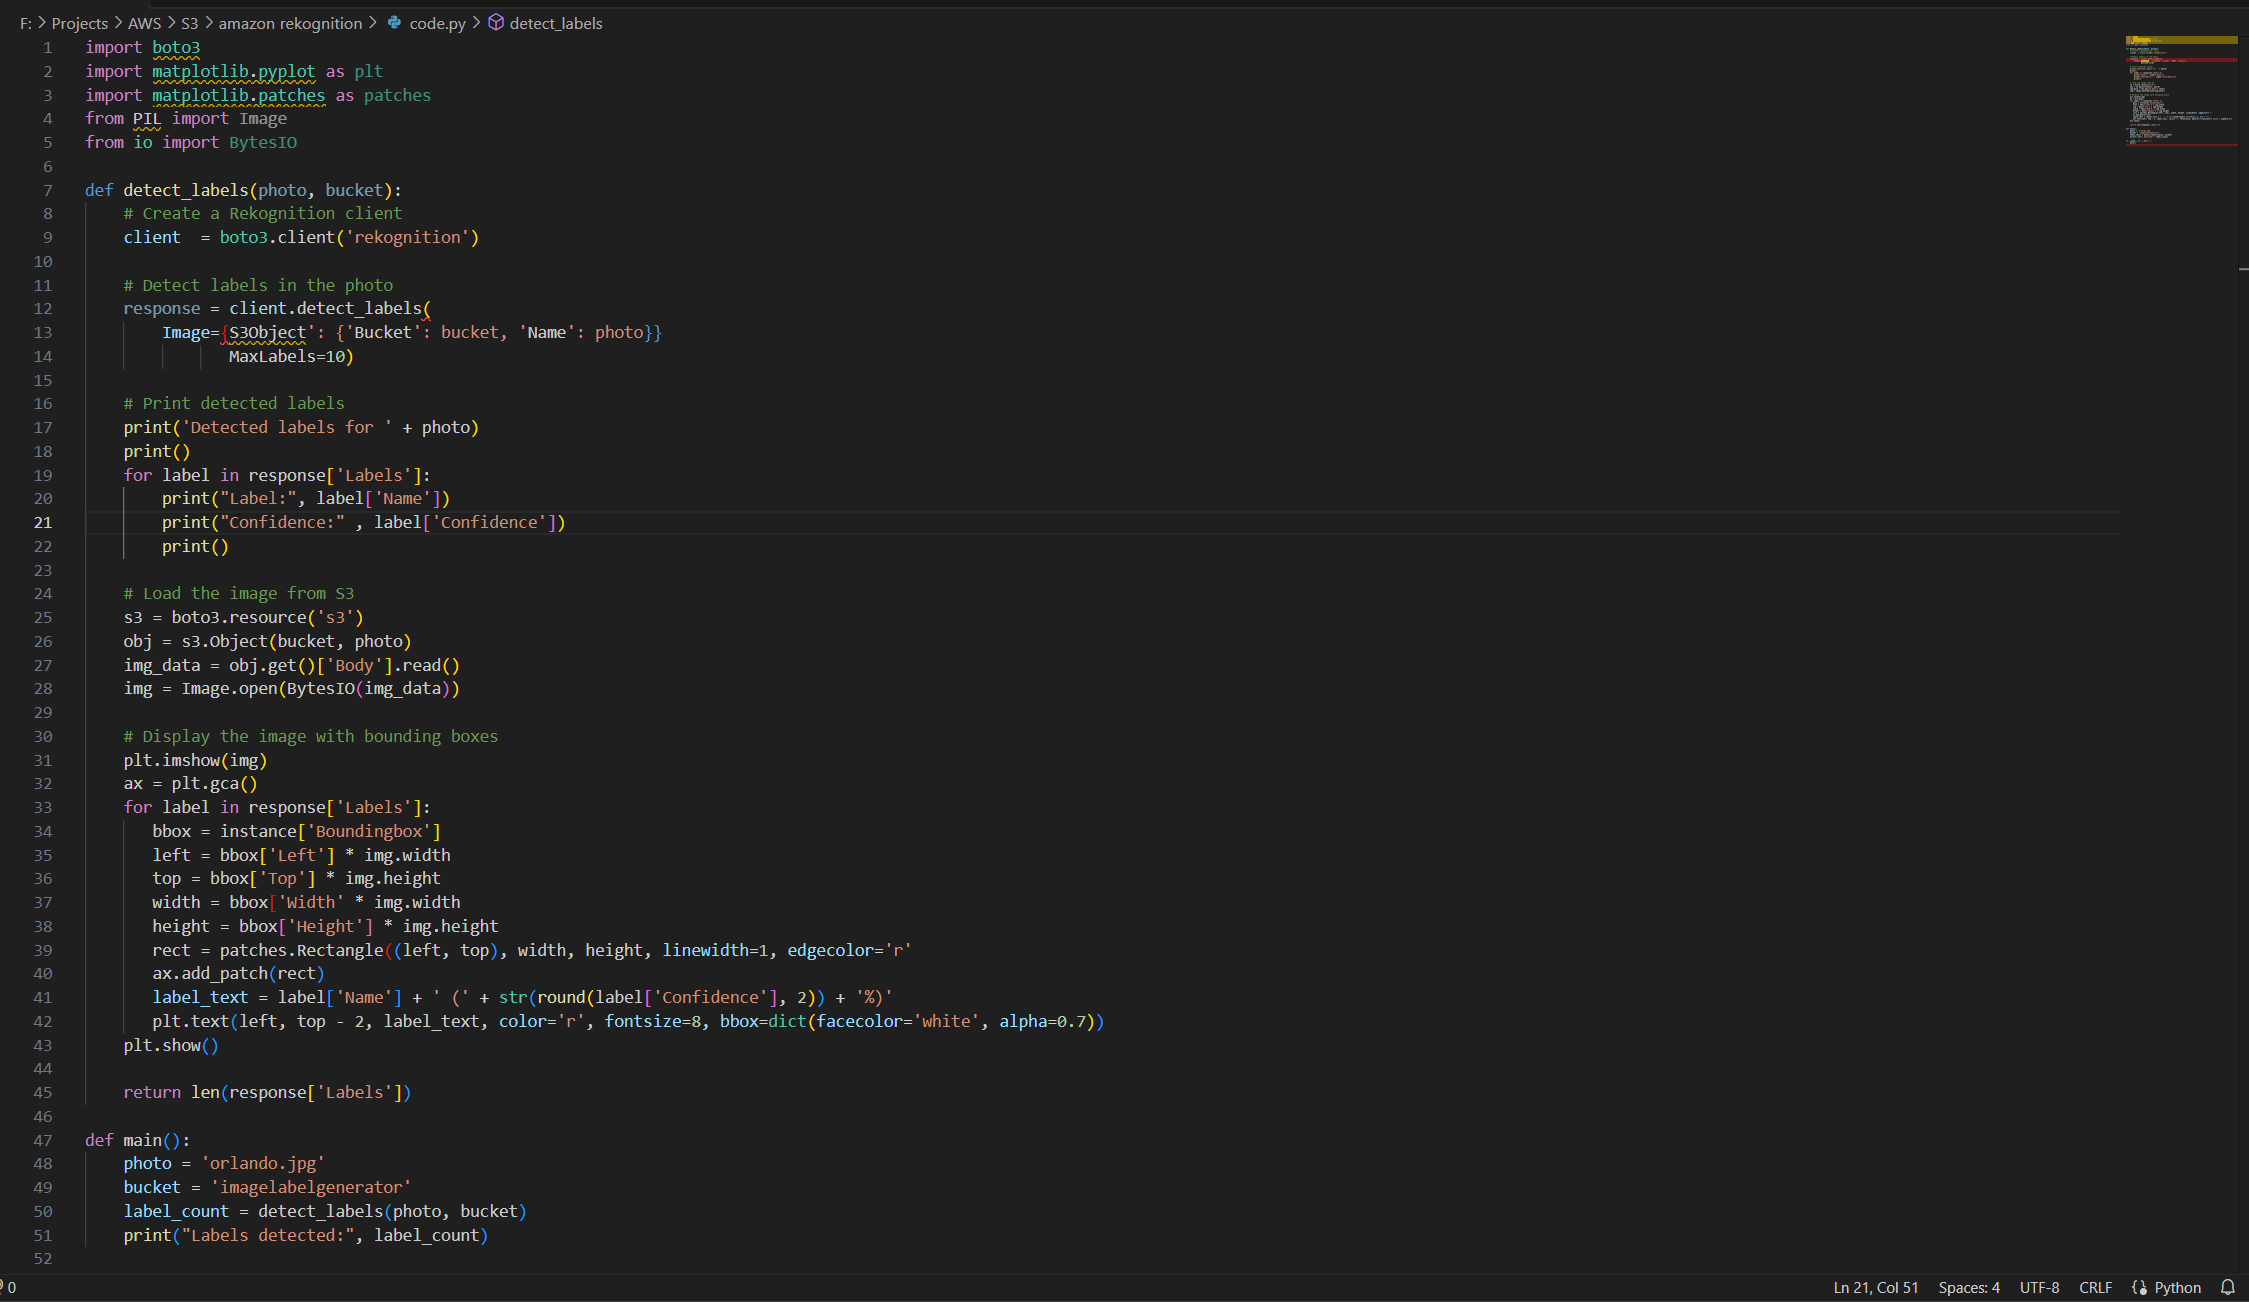 F: > Projects > AWS > S3 > amazon rekognition > code.py > detect_labels
1 import boto3
2 import matplotlib.pyplot as plt
3 import matplotlib.patches as patches
4 from PIL import Image
5 from io import BytesIO
6
7 def detect_labels(photo, bucket):
8     # Create a Rekognition client
9     client  = boto3.client('rekognition')
10
11     # Detect labels in the photo
12     response = client.detect_labels(
13         Image={S3Object': {'Bucket': bucket, 'Name': photo}}
14                MaxLabels=10)
15
16     # Print detected labels
17     print('Detected labels for ' + photo)
18     print()
19     for label in response['Labels']:
20         print("Label:", label['Name'])
21         print("Confidence:" , label['Confidence'])
22         print()
23
24     # Load the image from S3
25     s3 = boto3.resource('s3')
26     obj = s3.Object(bucket, photo)
27     img_data = obj.get()['Body'].read()
28     img = Image.open(BytesIO(img_data))
29
30     # Display the image with bounding boxes
31     plt.imshow(img)
32     ax = plt.gca()
33     for label in response['Labels']:
34        bbox = instance['Boundingbox']
35        left = bbox['Left'] * img.width
36        top = bbox['Top'] * img.height
37        width = bbox['Width' * img.width
38        height = bbox['Height'] * img.height
39        rect = patches.Rectangle((left, top), width, height, linewidth=1, edgecolor='r'
40        ax.add_patch(rect)
41        label_text = label['Name'] + ' (' + str(round(label['Confidence'], 2)) + '%)'
42        plt.text(left, top - 2, label_text, color='r', fontsize=8, bbox=dict(facecolor='white', alpha=0.7))
43     plt.show()
44
45     return len(response['Labels'])
46
47 def main():
48     photo = 'orlando.jpg'
49     bucket = 'imagelabelgenerator'
50     label_count = detect_labels(photo, bucket)
51     print("Labels detected:", label_count)
52
0 Ln 21, Col 51 Spaces: 4 UTF-8 CRLF Python